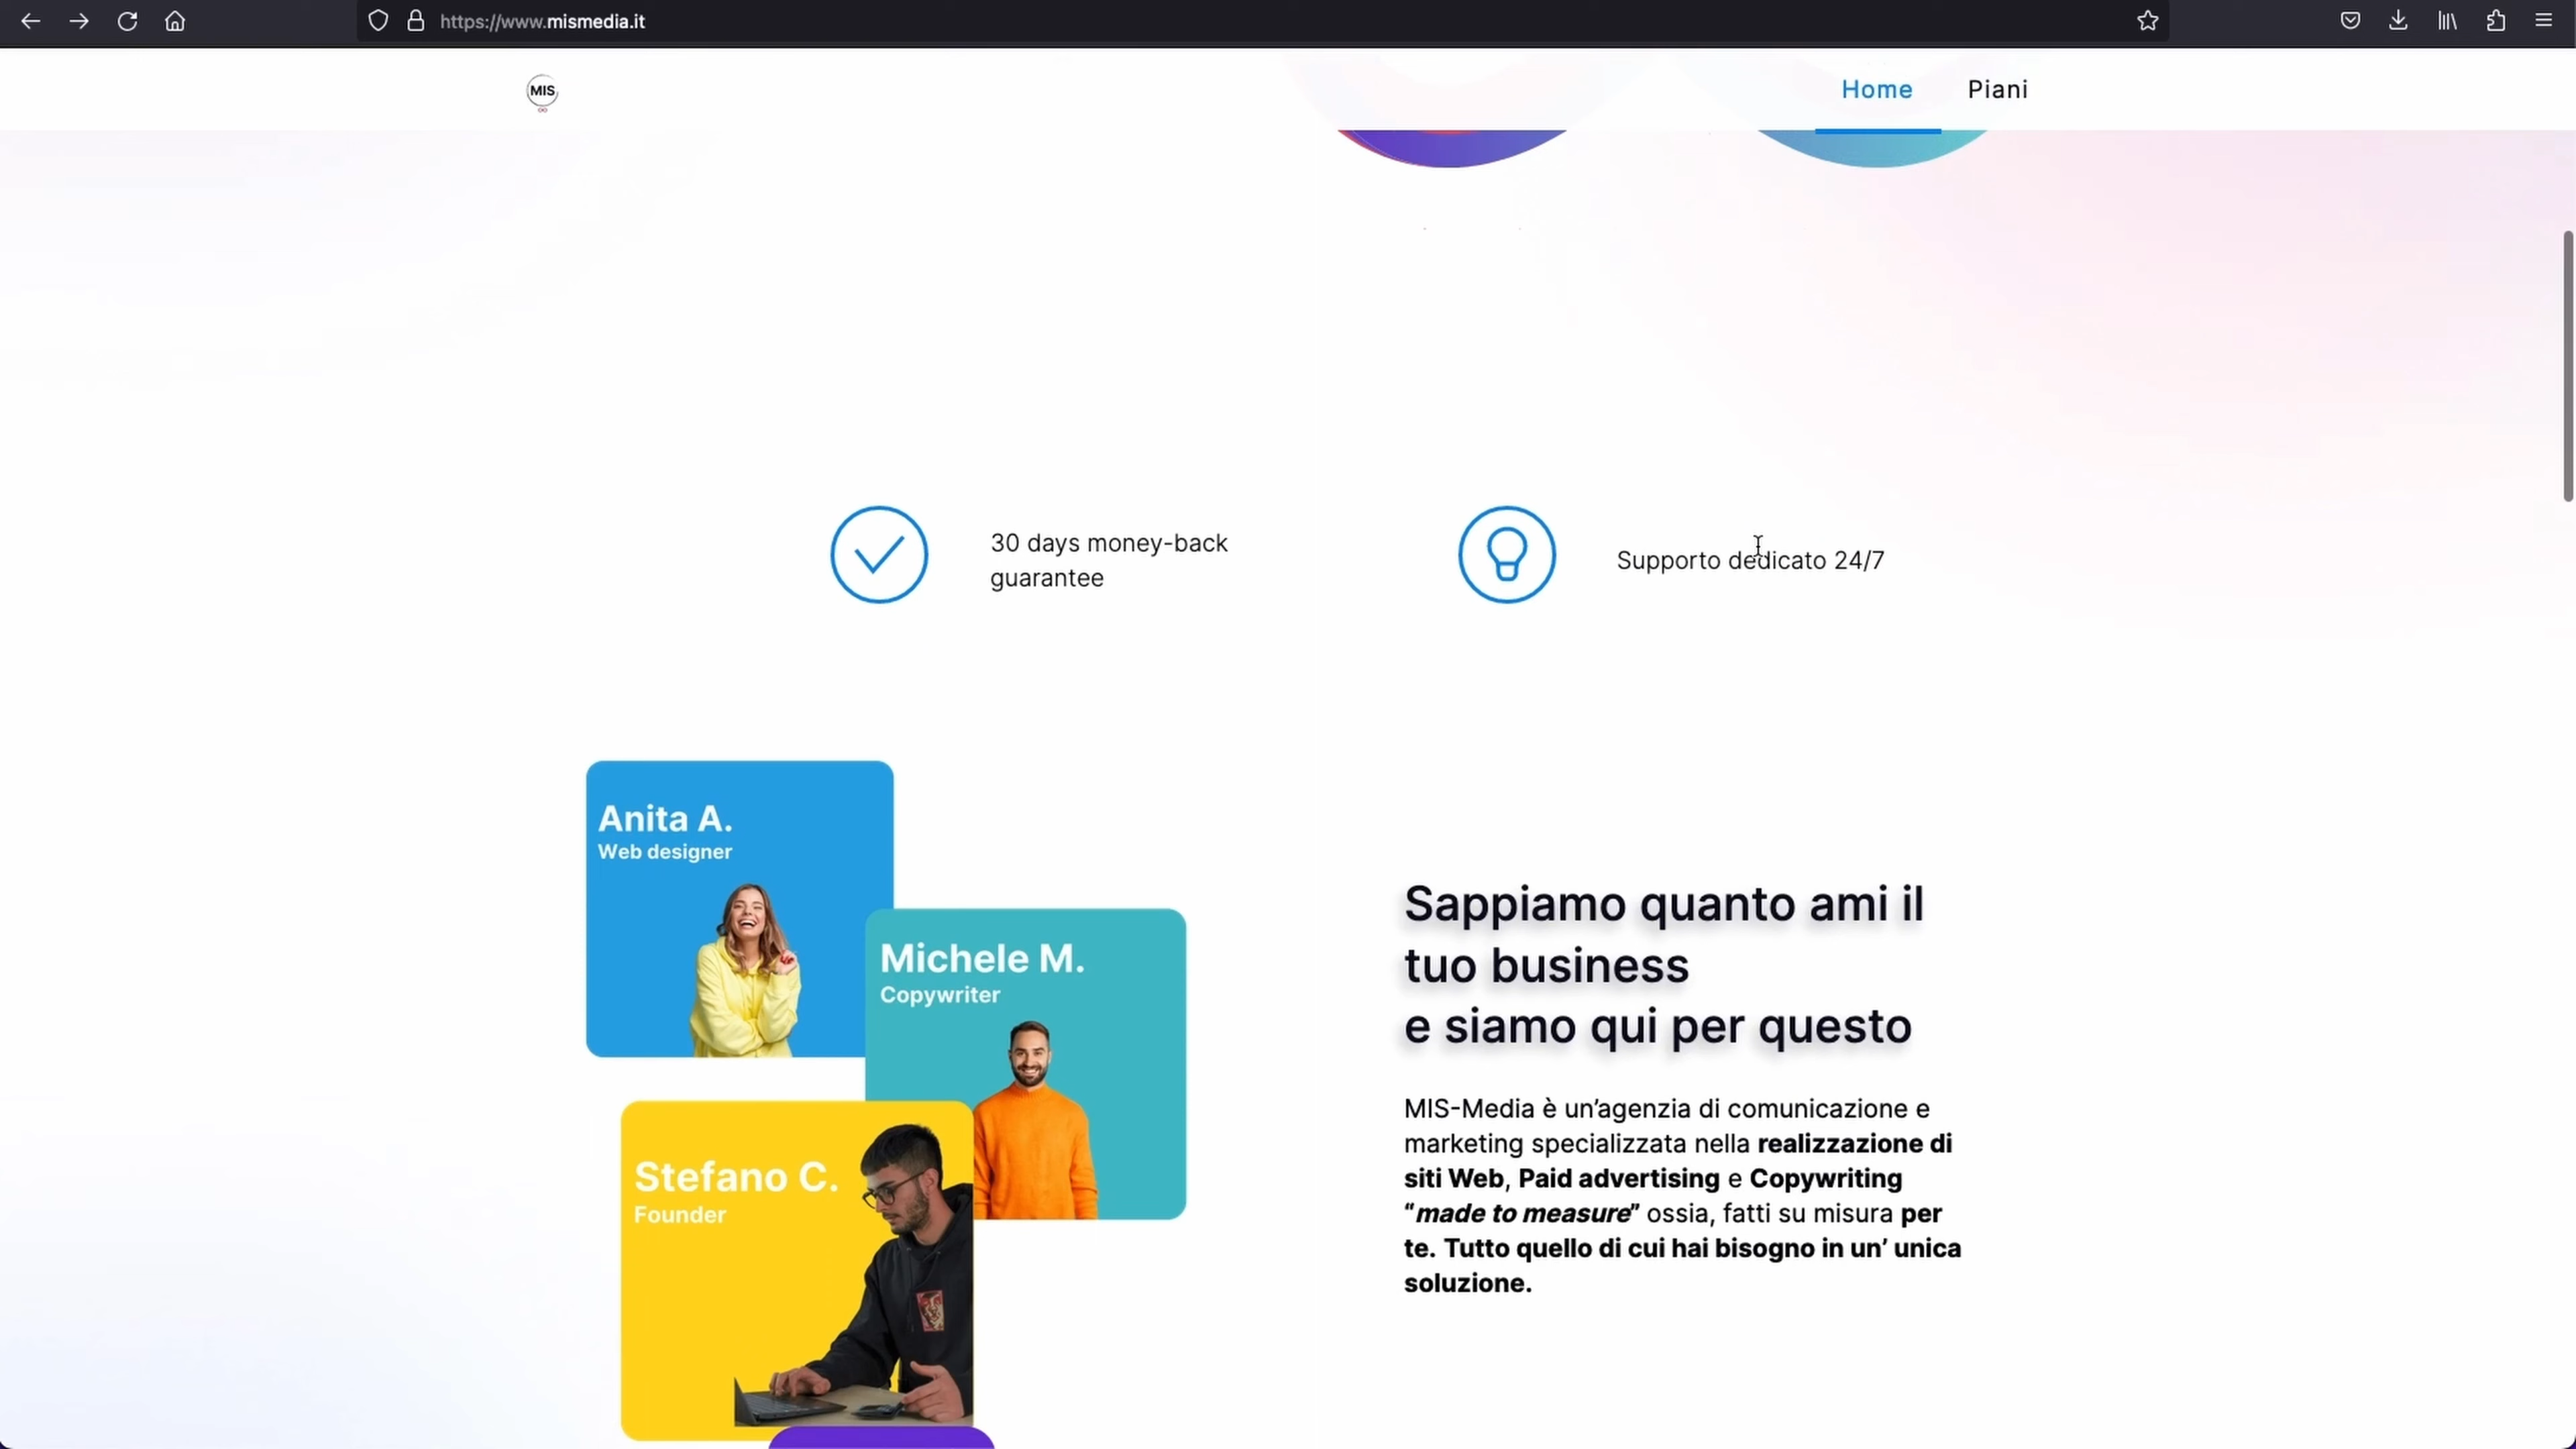 https://www.mismedia.it
MIS
Home
Piani
30 days money-back
guarantee
Supporto dedicato 24/7
Anita A.
Web designer
Michele M.
Copywriter
Stefano C.
Founder
Sappiamo quanto ami il
tuo business
e siamo qui per questo
MIS-Media è un’agenzia di comunicazione e
marketing specializzata nella realizzazione di
siti Web, Paid advertising e Copywriting
“made to measure” ossia, fatti su misura per
te. Tutto quello di cui hai bisogno in un’ unica
soluzione.